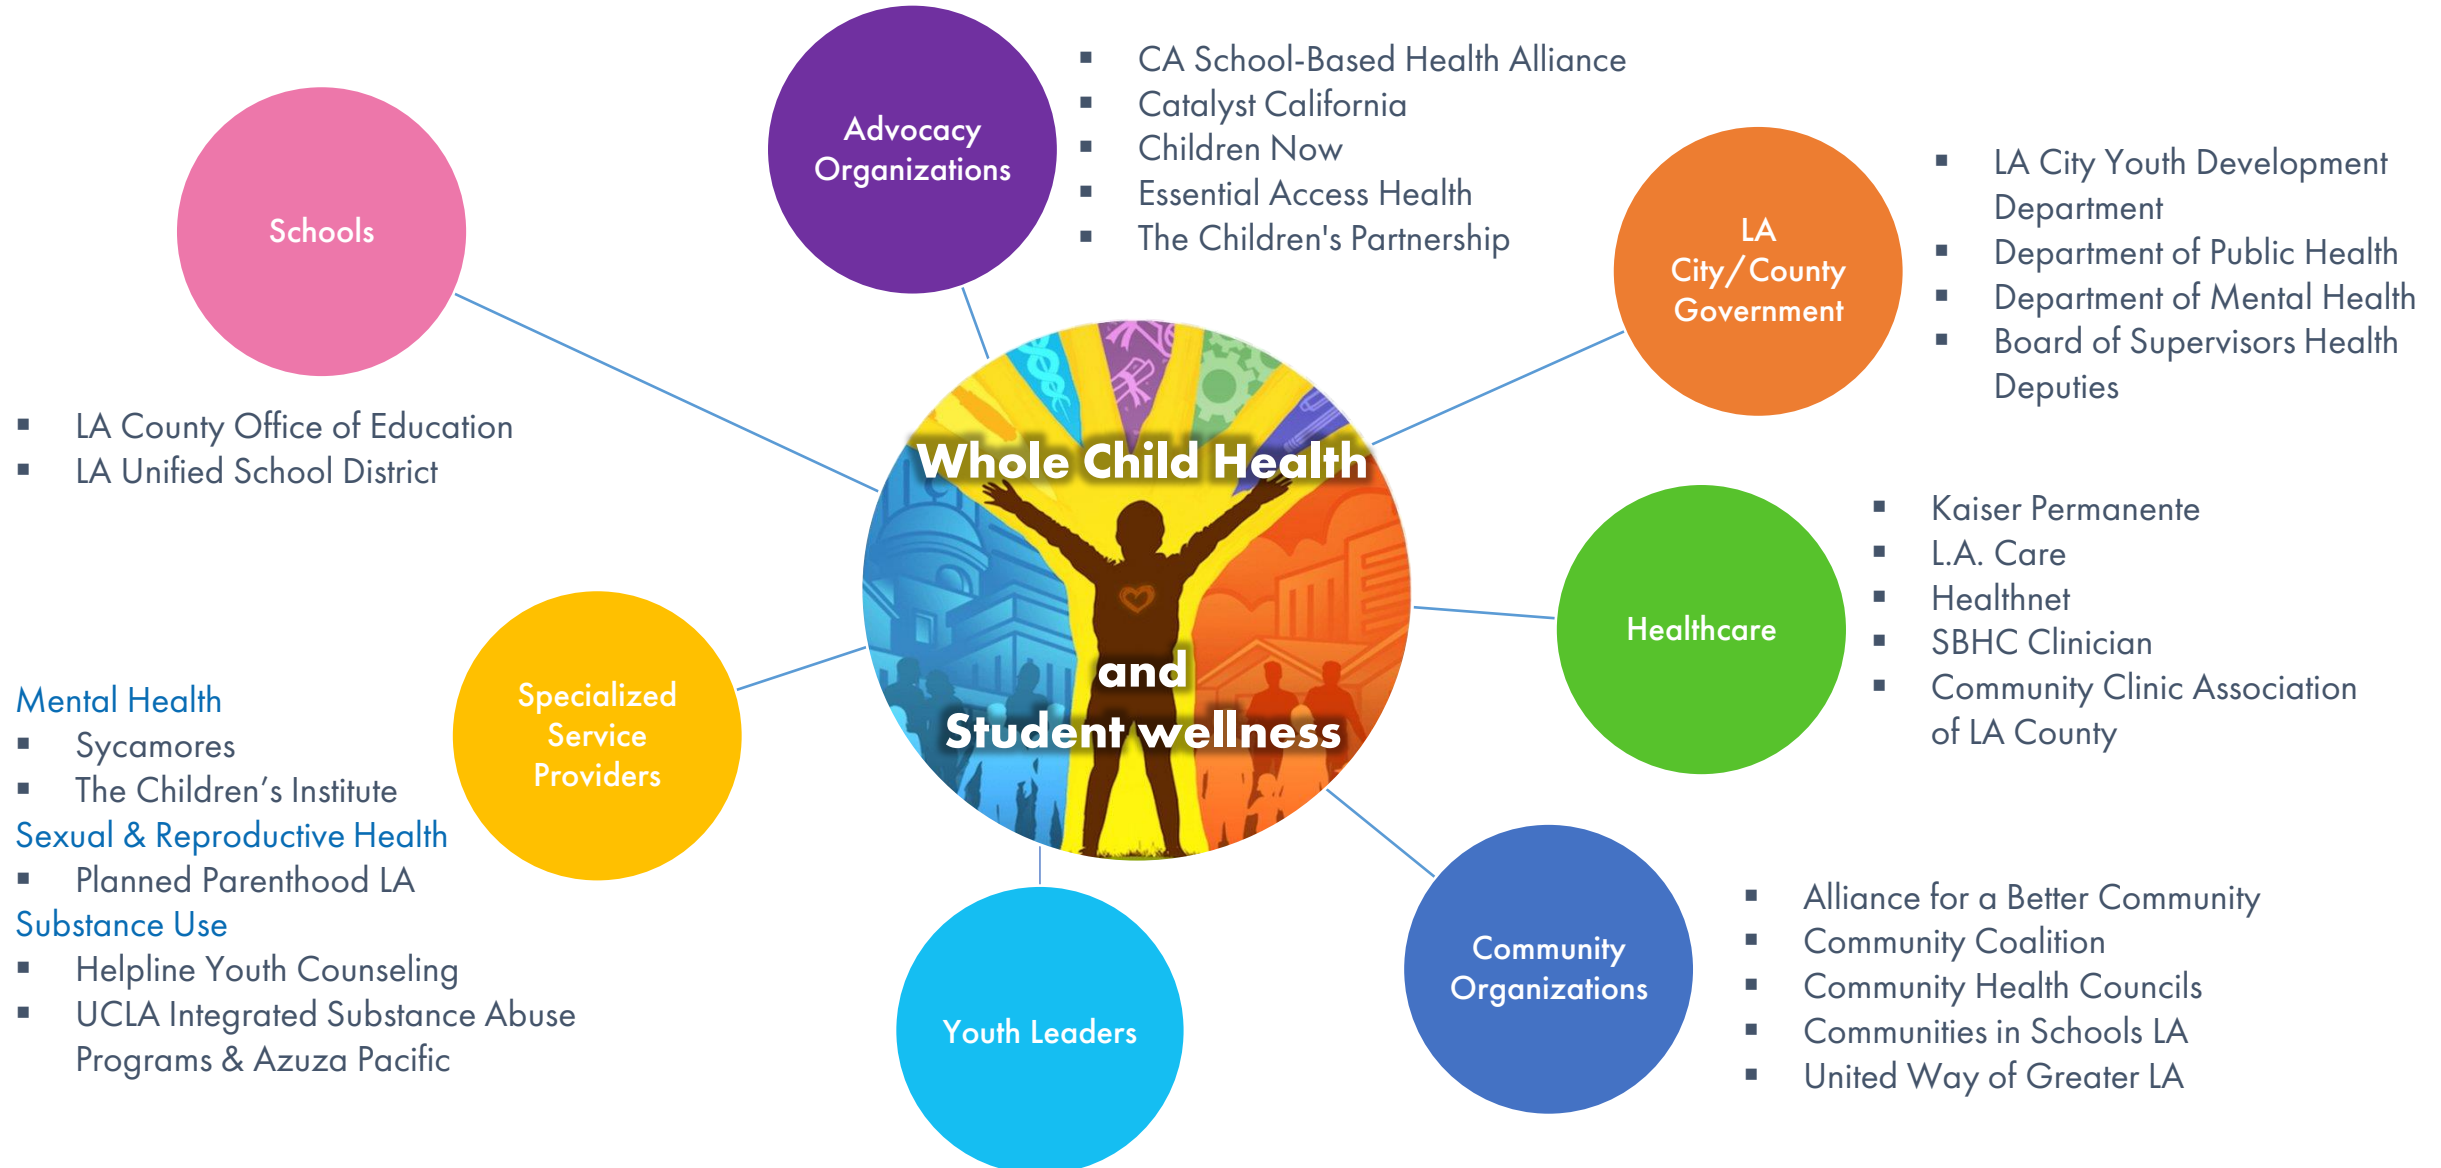 Schools
▪ LA County Office of Education
▪ LA Unified School District
Advocacy
Organizations
▪ CA School-Based Health Alliance
▪ Catalyst California
▪ Children Now
▪ Essential Access Health
▪ The Children's Partnership
LA
City/County
Government
▪ LA City Youth Development
Department
▪ Department of Public Health
▪ Department of Mental Health
▪ Board of Supervisors Health
Deputies
Whole Child Health
and
Student wellness
Healthcare
▪ Kaiser Permanente
▪ L.A. Care
▪ Healthnet
▪ SBHC Clinician
▪ Community Clinic Association
of LA County
Specialized
Service
Providers
Mental Health
▪ Sycamores
▪ The Children’s Institute
Sexual & Reproductive Health
▪ Planned Parenthood LA
Substance Use
▪ Helpline Youth Counseling
▪ UCLA Integrated Substance Abuse
Programs & Azuza Pacific
Youth Leaders
Community
Organizations
▪ Alliance for a Better Community
▪ Community Coalition
▪ Community Health Councils
▪ Communities in Schools LA
▪ United Way of Greater LA